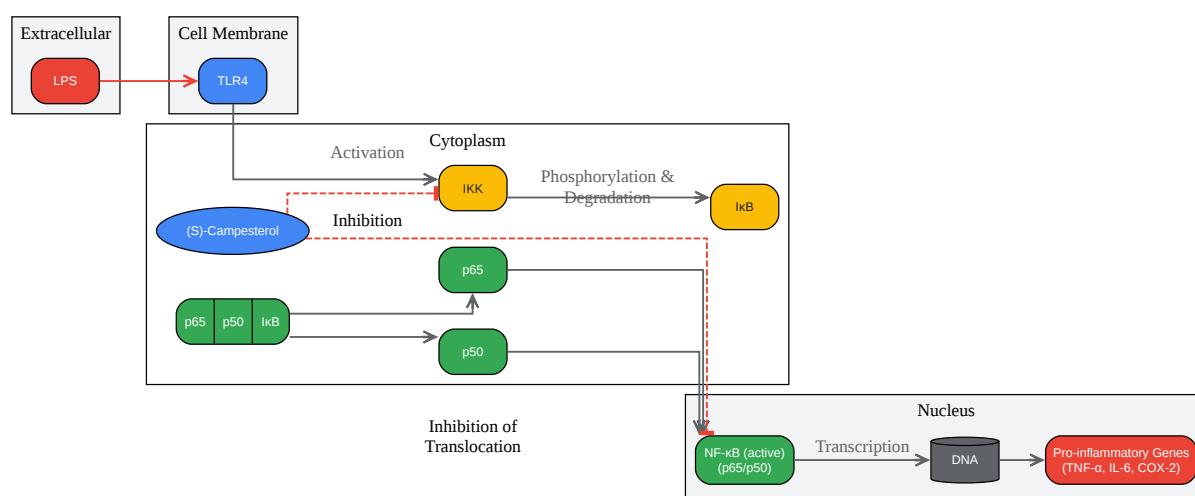 Extracellular
Cell Membrane
LPS
TLR4
Cytoplasm
Activation
IKK
Phosphorylation &
Degradation
IκB
(S)-Campesterol
Inhibition
p65
p65 p50 IκB
p50
Inhibition of
Translocation
Nucleus
NF-κB (active)
(p65/p50)
Transcription
DNA
Pro-inflammatory Genes
(TNF-α, IL-6, COX-2)